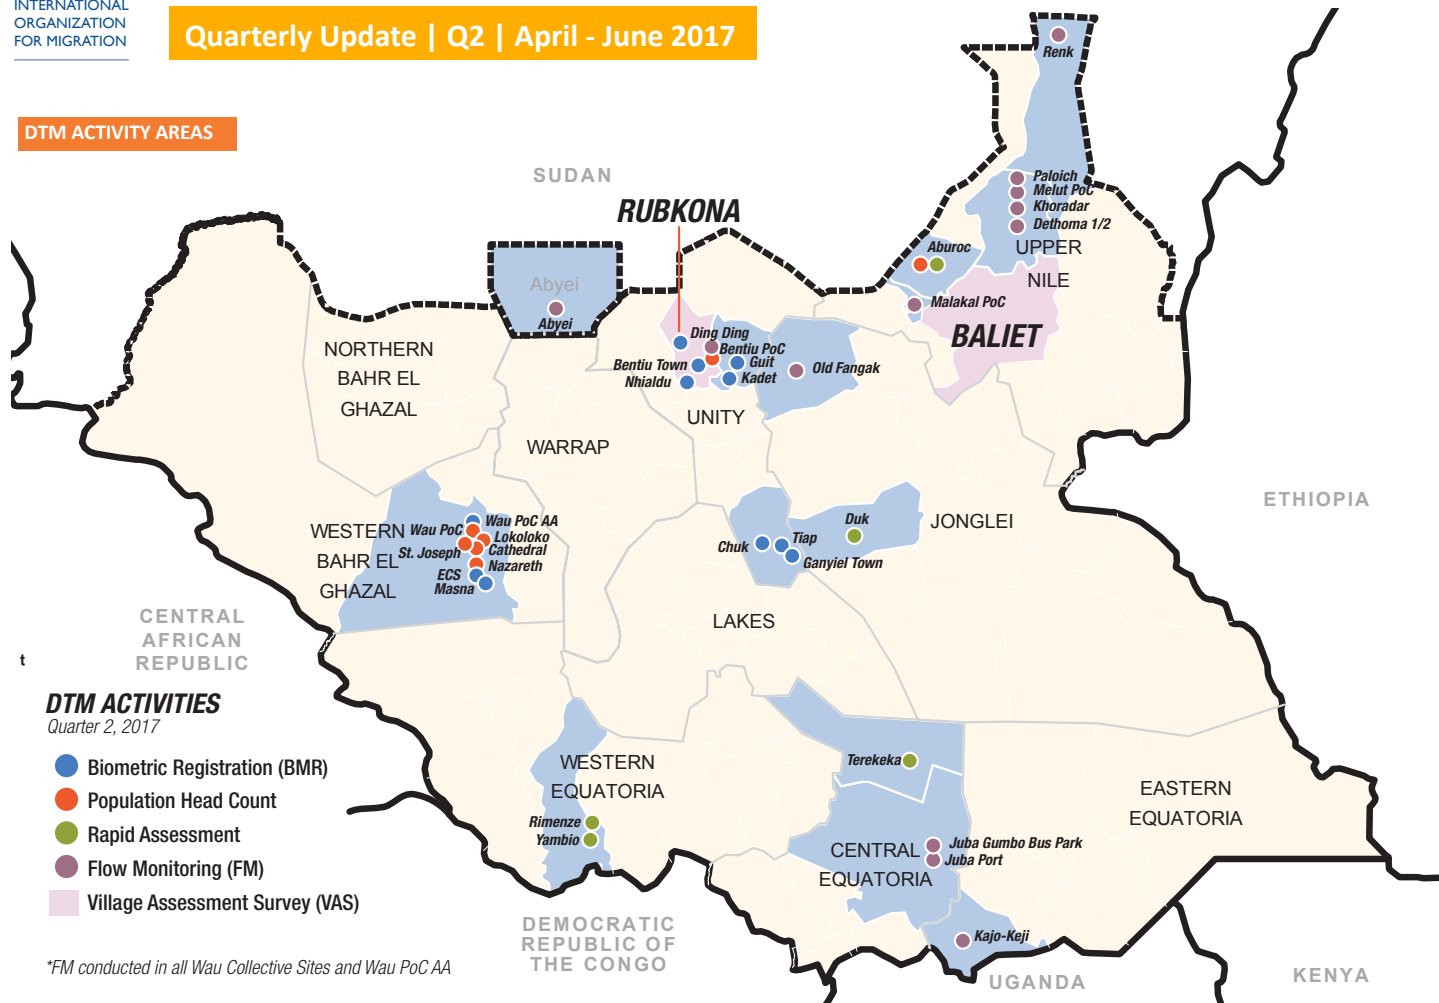 INTERNATIONAL
ORGANIZATION
FOR MIGRATION
Quarterly Update | Q2 | April - June 2017
DTM ACTIVITY AREAS
SUDAN
RUBKONA
Renk
Paloich
Melut PoC
Khoradar
Dethoma 1/2
Aburoc
UPPER
NILE
Malakal PoC
BALIET
Abyei
Abyei
Ding Ding
Bentiu PoC
Bentiu Town
Guit
Nhialdu
Kadet
Old Fangak
NORTHERN
BAHR EL
GHAZAL
UNITY
WARRAP
ETHIOPIA
WESTERN
BAHR EL
GHAZAL
Wau PoC AA
Wau PoC
Lokoloko
St. Joseph
Cathedral
Nazareth
ECS
Masna
Duk
JONGLEI
Chuk
Tiap
Ganyiel Town
LAKES
CENTRAL
AFRICAN
REPUBLIC
t
DTM ACTIVITIES
Quarter 2, 2017
Biometric Registration (BMR)
Population Head Count
Rapid Assessment
Flow Monitoring (FM)
Village Assessment Survey (VAS)
*FM conducted in all Wau Collective Sites and Wau PoC AA
WESTERN
EQUATORIA
Rimenze
Yambio
Terekeka
CENTRAL
EQUATORIA
Juba Gumbo Bus Park
Juba Port
Kajo-Keji
EASTERN
EQUATORIA
DEMOCRATIC
REPUBLIC OF
THE CONGO
UGANDA
KENYA